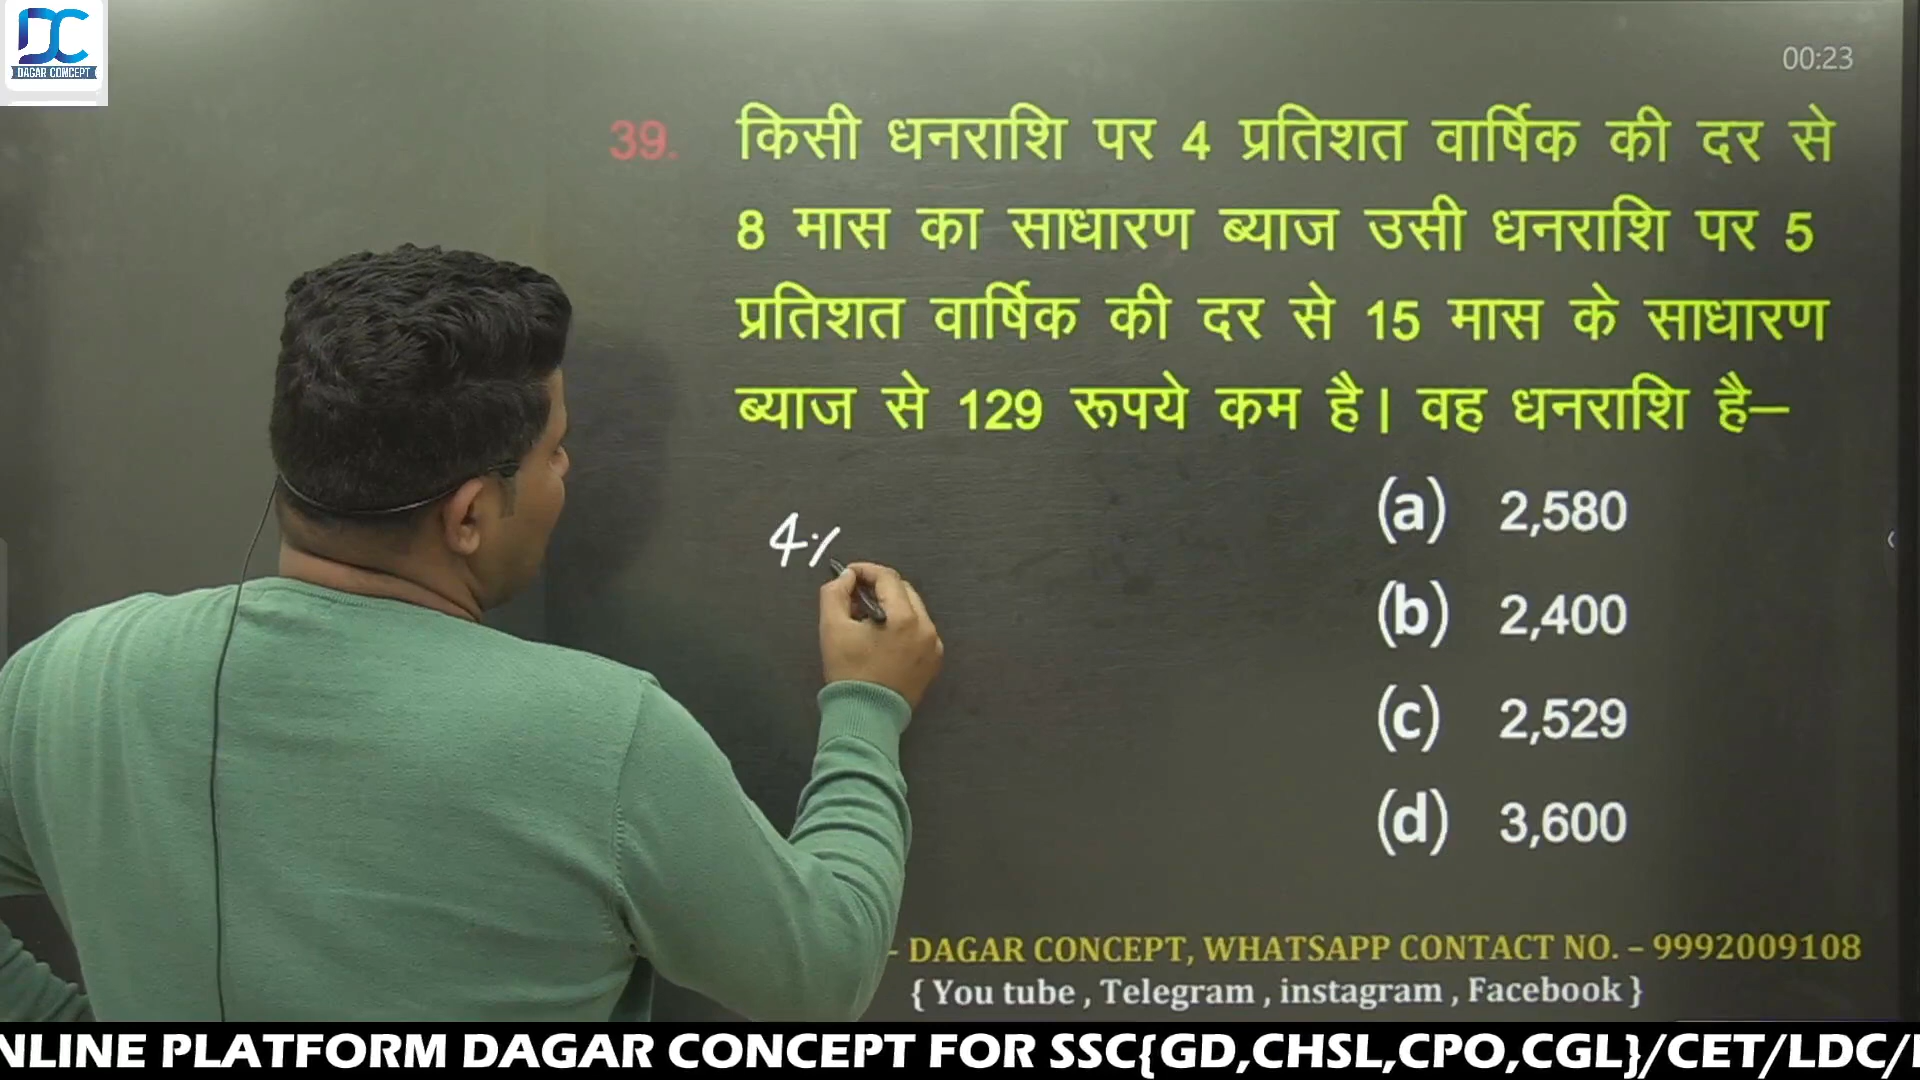 DC
DAGAR CONCEPT
00:23
39. किसी धनराशि पर 4 प्रतिशत वार्षिक की दर से
8 मास का साधारण ब्याज उसी धनराशि पर 5
प्रतिशत वार्षिक की दर से 15 मास के साधारण
ब्याज से 129 रूपये कम है। वह धनराशि है–
(a) 2,580
4%
(b) 2,400
(c) 2,529
(d) 3,600
- DAGAR CONCEPT, WHATSAPP CONTACT NO. – 9992009108
{ You tube , Telegram , instagram , Facebook }
NLINE PLATFORM DAGAR CONCEPT FOR SSC{GD,CHSL,CPO,CGL}/CET/LDC/